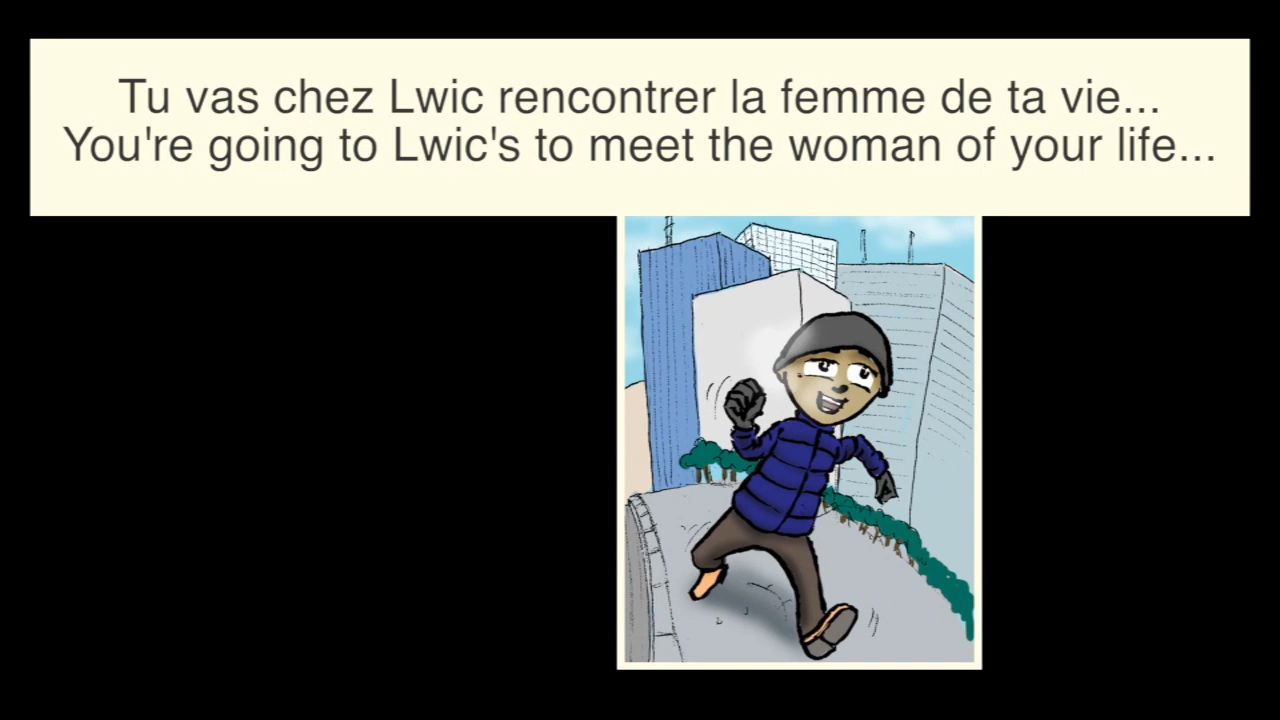 Tu vas chez Lwic rencontrer la femme de ta vie...
You're going to Lwic's to meet the woman of your life...